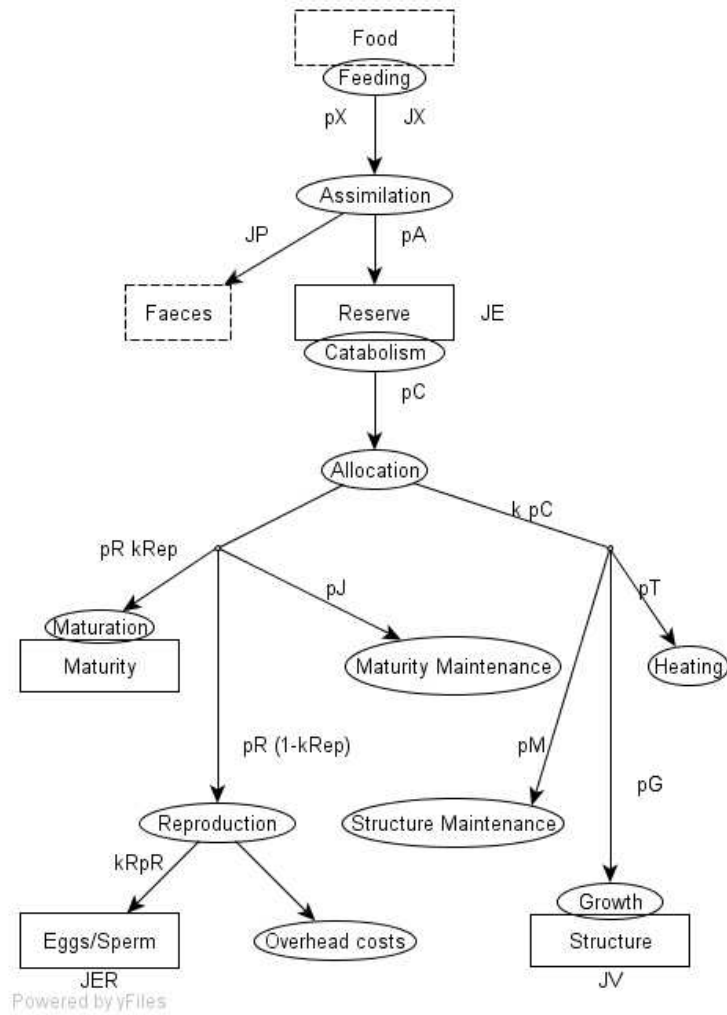 Food
Feeding
pX
JX
Assimilation
JP
pA
Faeces
Reserve
JE
Catabolism
pC
Allocation
k pC
pR kRep
pJ
pT
Maturation
Maturity
Maturity Maintenance
Heating
pR (1-kRep)
pM
pG
Reproduction
Structure Maintenance
kRpR
Growth
Eggs/Sperm
Overhead costs
Structure
JER
JV
Powered by yFiles